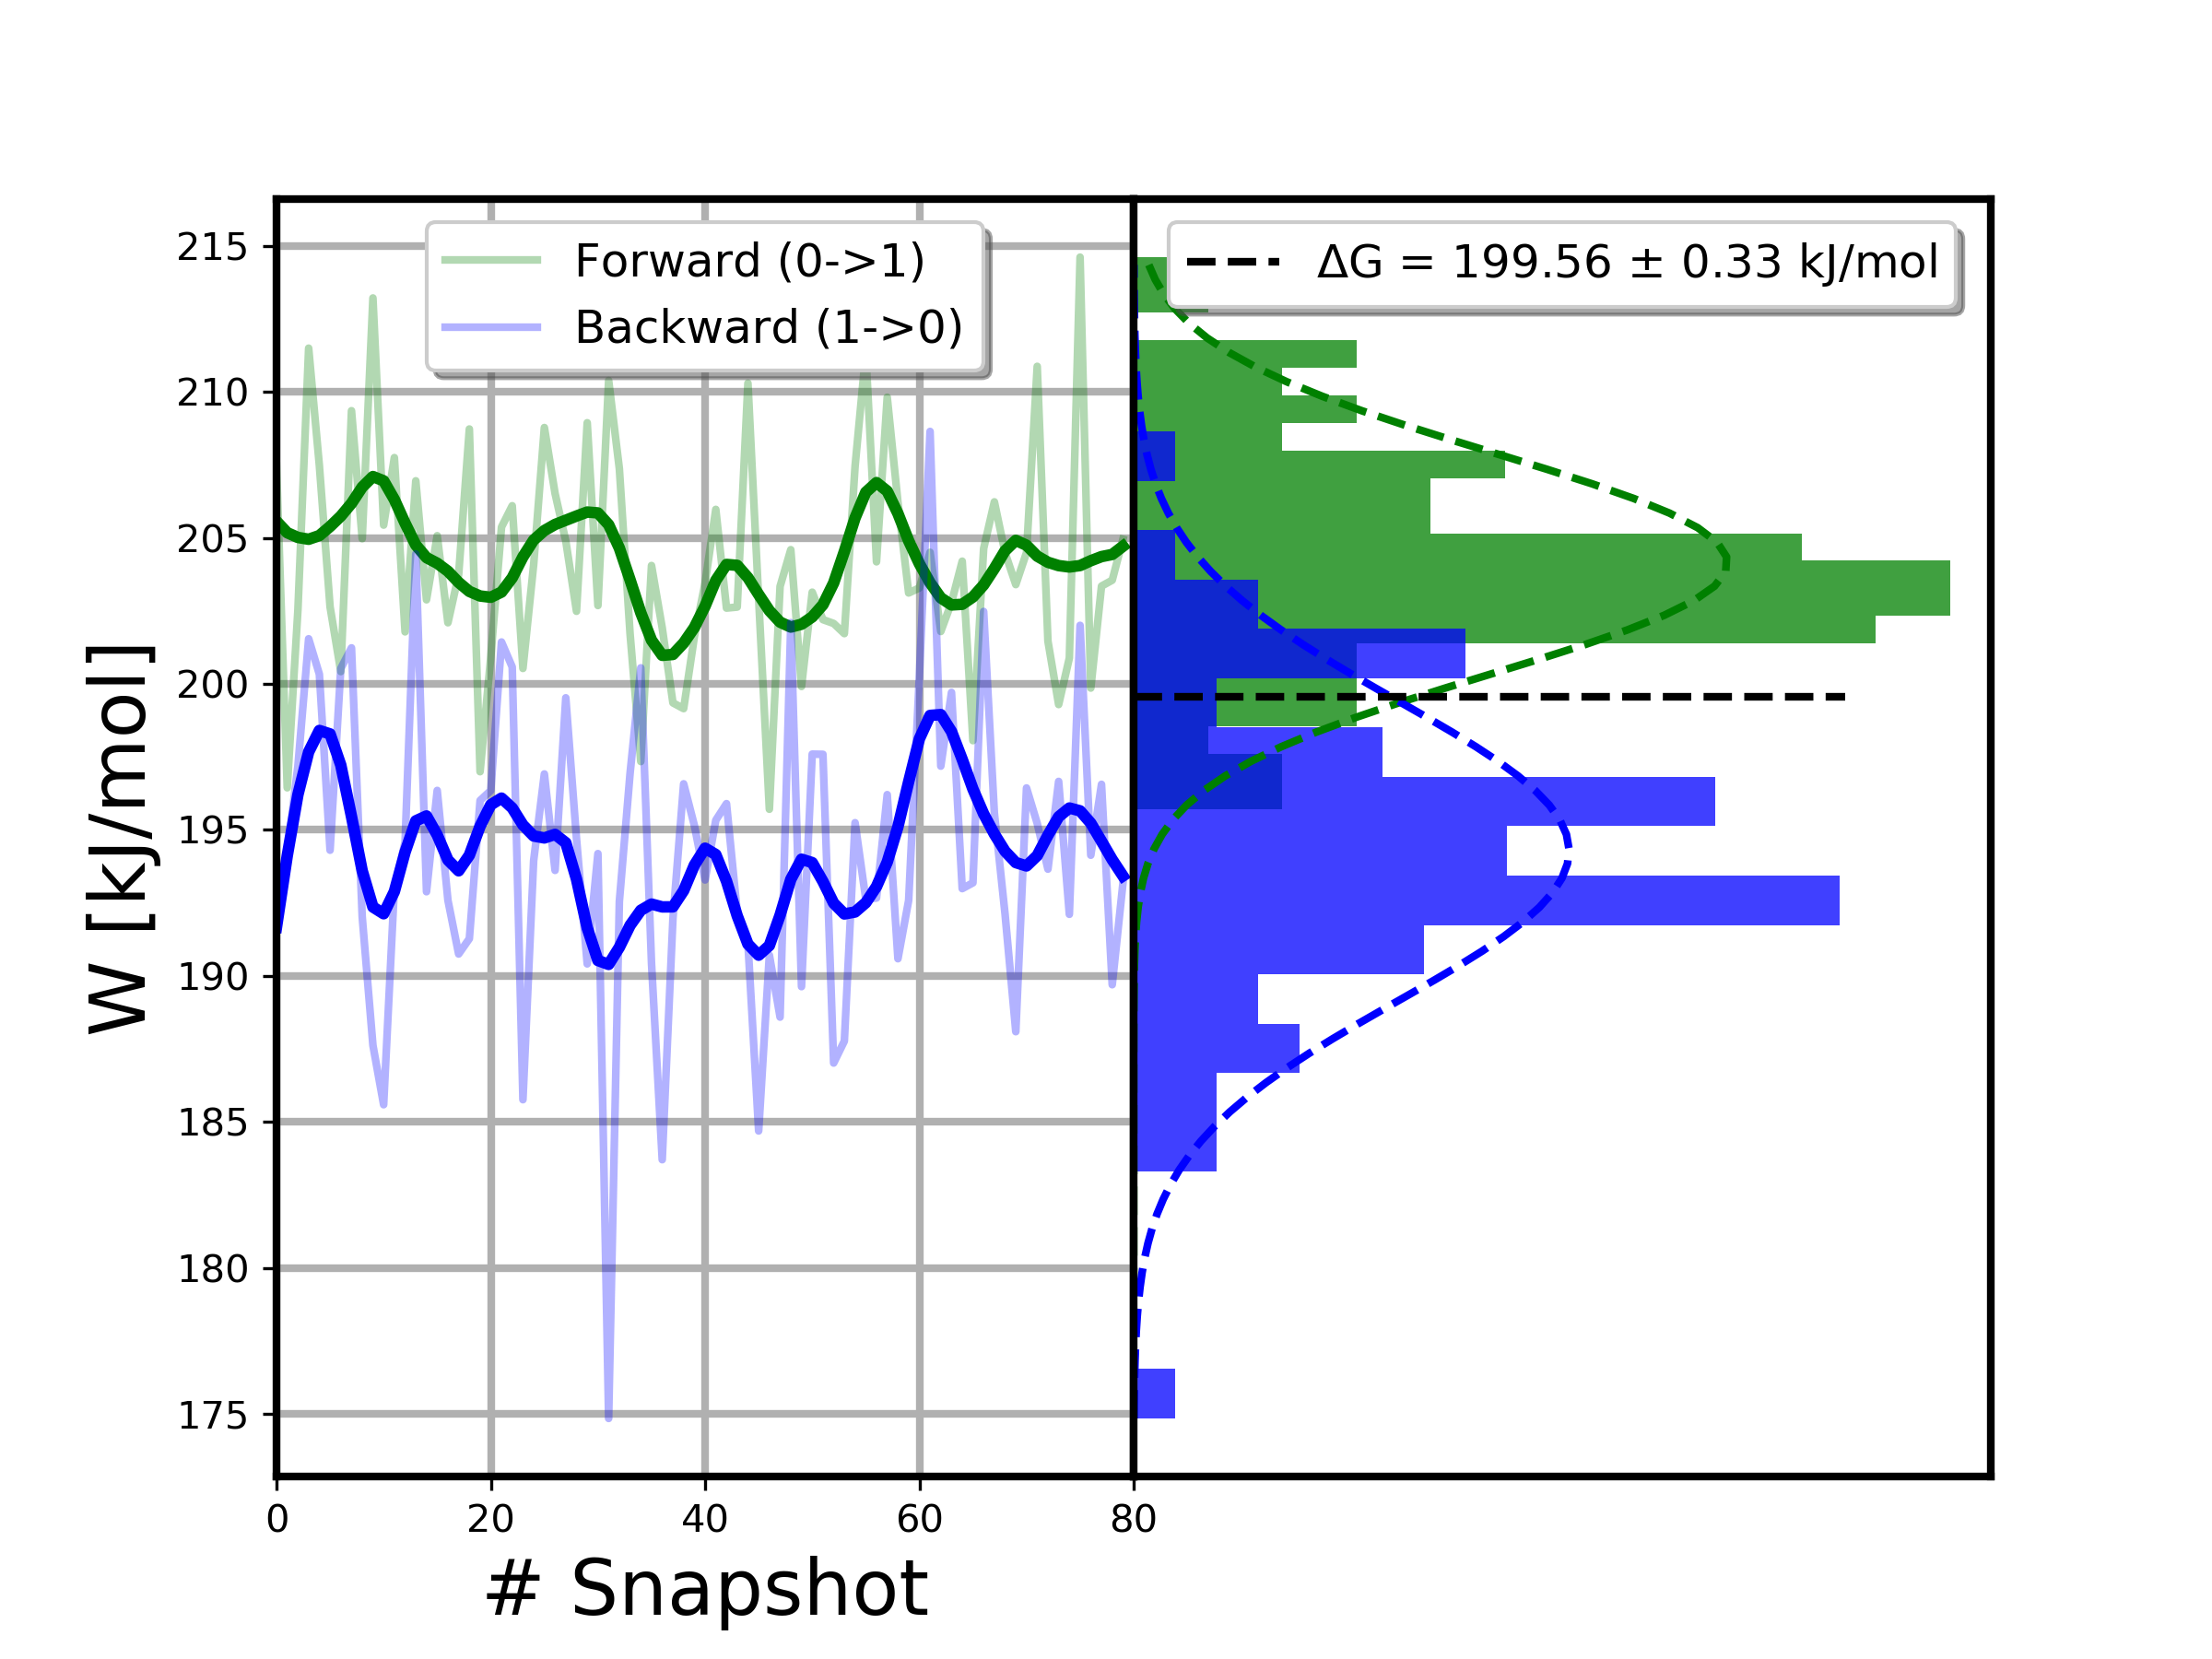 Forward (0->1)
Backward (1->0)
ΔG = 199.56 ± 0.33 kJ/mol
215
210
205
200
195
190
185
180
175
W [kJ/mol]
0 20 40 60 80
# Snapshot